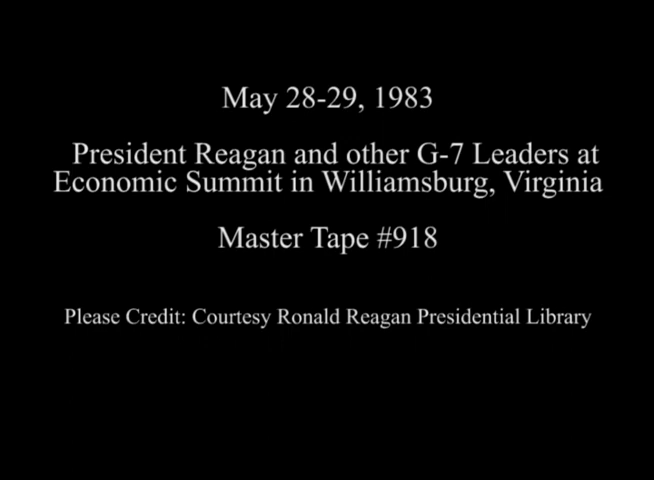 May 28-29, 1983
President Reagan and other G-7 Leaders at
Economic Summit in Williamsburg, Virginia
Master Tape #918
Please Credit: Courtesy Ronald Reagan Presidential Library